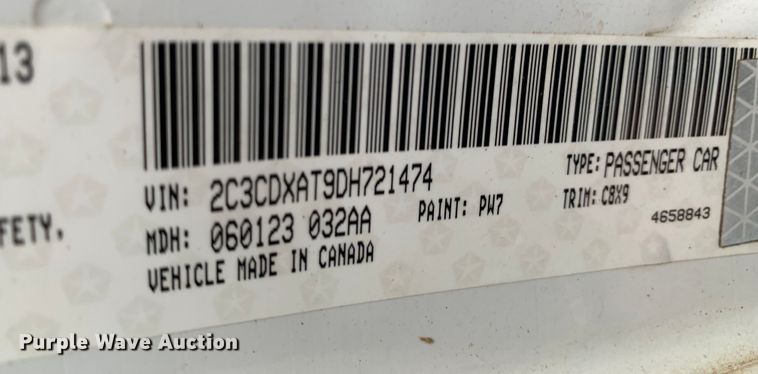 13
FETY.
VIN: 2C3CDXAT9DH721474
TYPE: PASSENGER CAR
MDH: 060123 032AA
PAINT: PW7
TRIM: C8X9
VEHICLE MADE IN CANADA
4658843
Purple Wave Auction